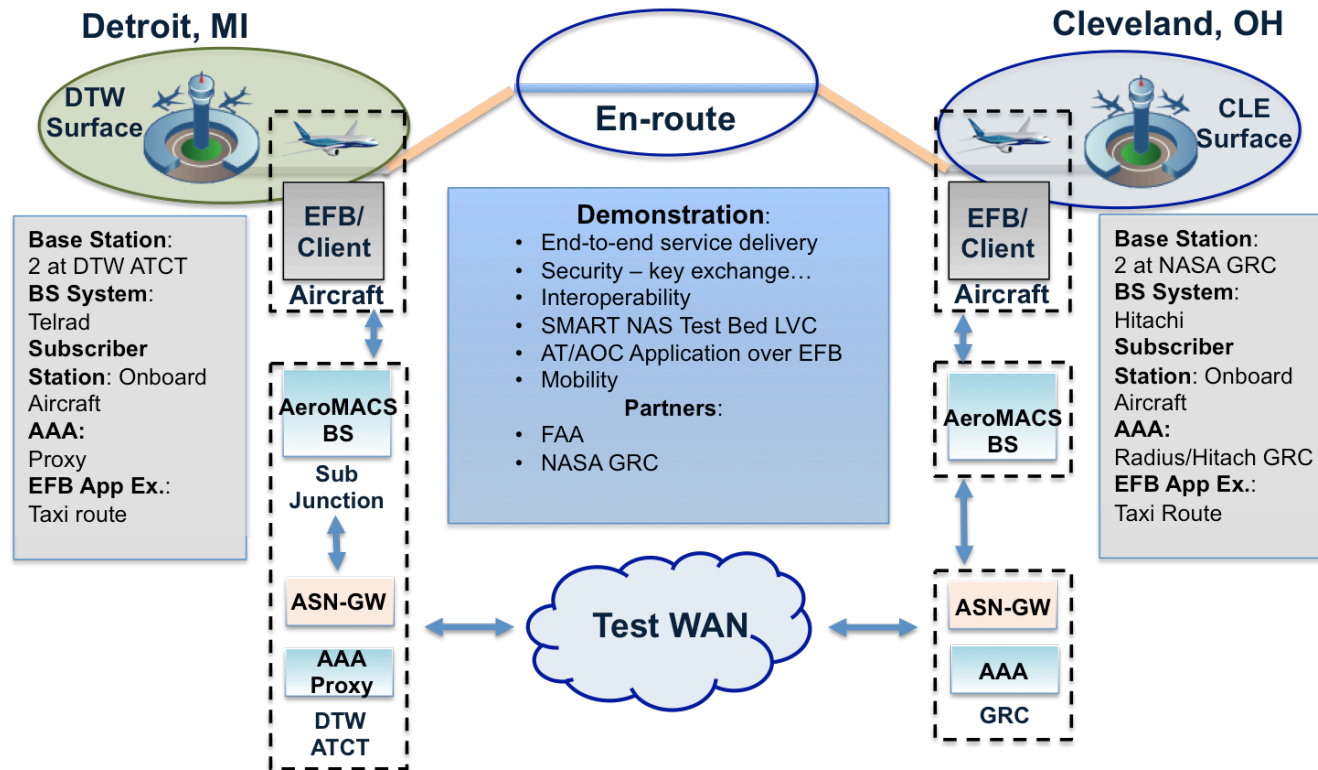 Detroit, MI
Cleveland, OH
DTW
Surface
En-route
CLE
Surface
EFB/
Client
Aircraft
EFB/
Client
Aircraft
Base Station:
2 at DTW ATCT
BS System:
Telrad
Subscriber
Station: Onboard
Aircraft
AAA:
Proxy
EFB App Ex.:
Taxi route
AeroMACS
BS
Sub
Junction
ASN-GW
AAA
Proxy
DTW
ATCT
Demonstration:
• End-to-end service delivery
• Security – key exchange…
• Interoperability
• SMART NAS Test Bed LVC
• AT/AOC Application over EFB
• Mobility
Partners:
• FAA
• NASA GRC
Test WAN
AeroMACS
BS
ASN-GW
AAA
GRC
Base Station:
2 at NASA GRC
BS System:
Hitachi
Subscriber
Station: Onboard
Aircraft
AAA:
Radius/Hitach GRC
EFB App Ex.:
Taxi Route